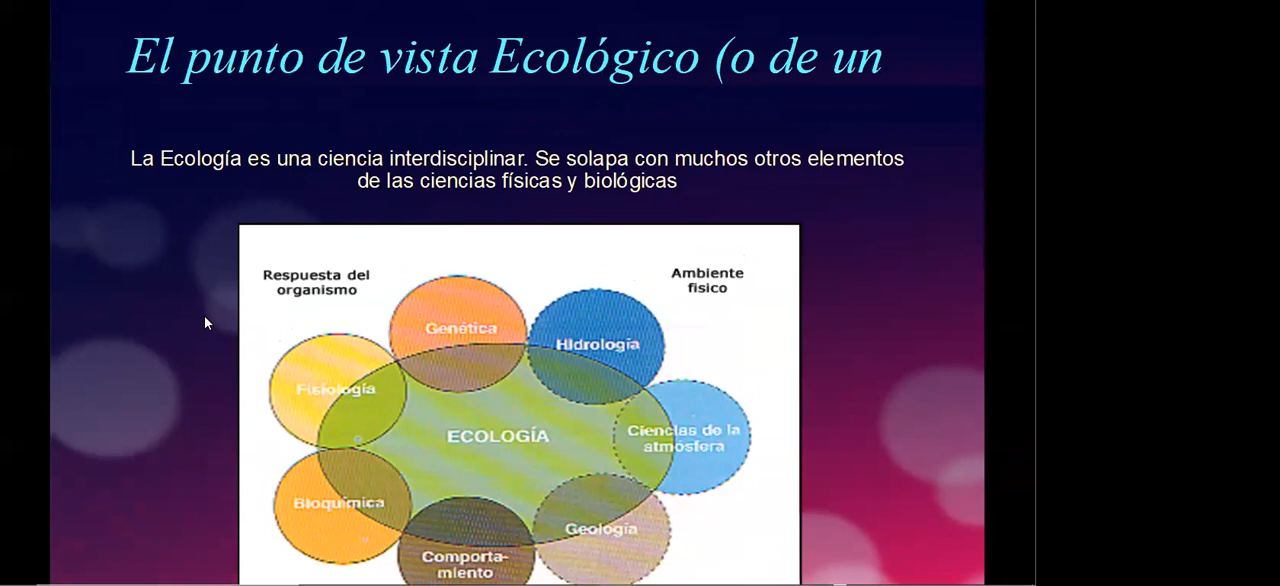 El punto de vista Ecológico (o de un
La Ecología es una ciencia interdisciplinar. Se solapa con muchos otros elementos
de las ciencias físicas y biológicas
Respuesta del
organismo
Ambiente
fisico
Genética
Hidrología
Fisiología
Ciencias de la
atmósfera
ECOLOGÍA
Bioquímica
Geología
Comporta-
miento